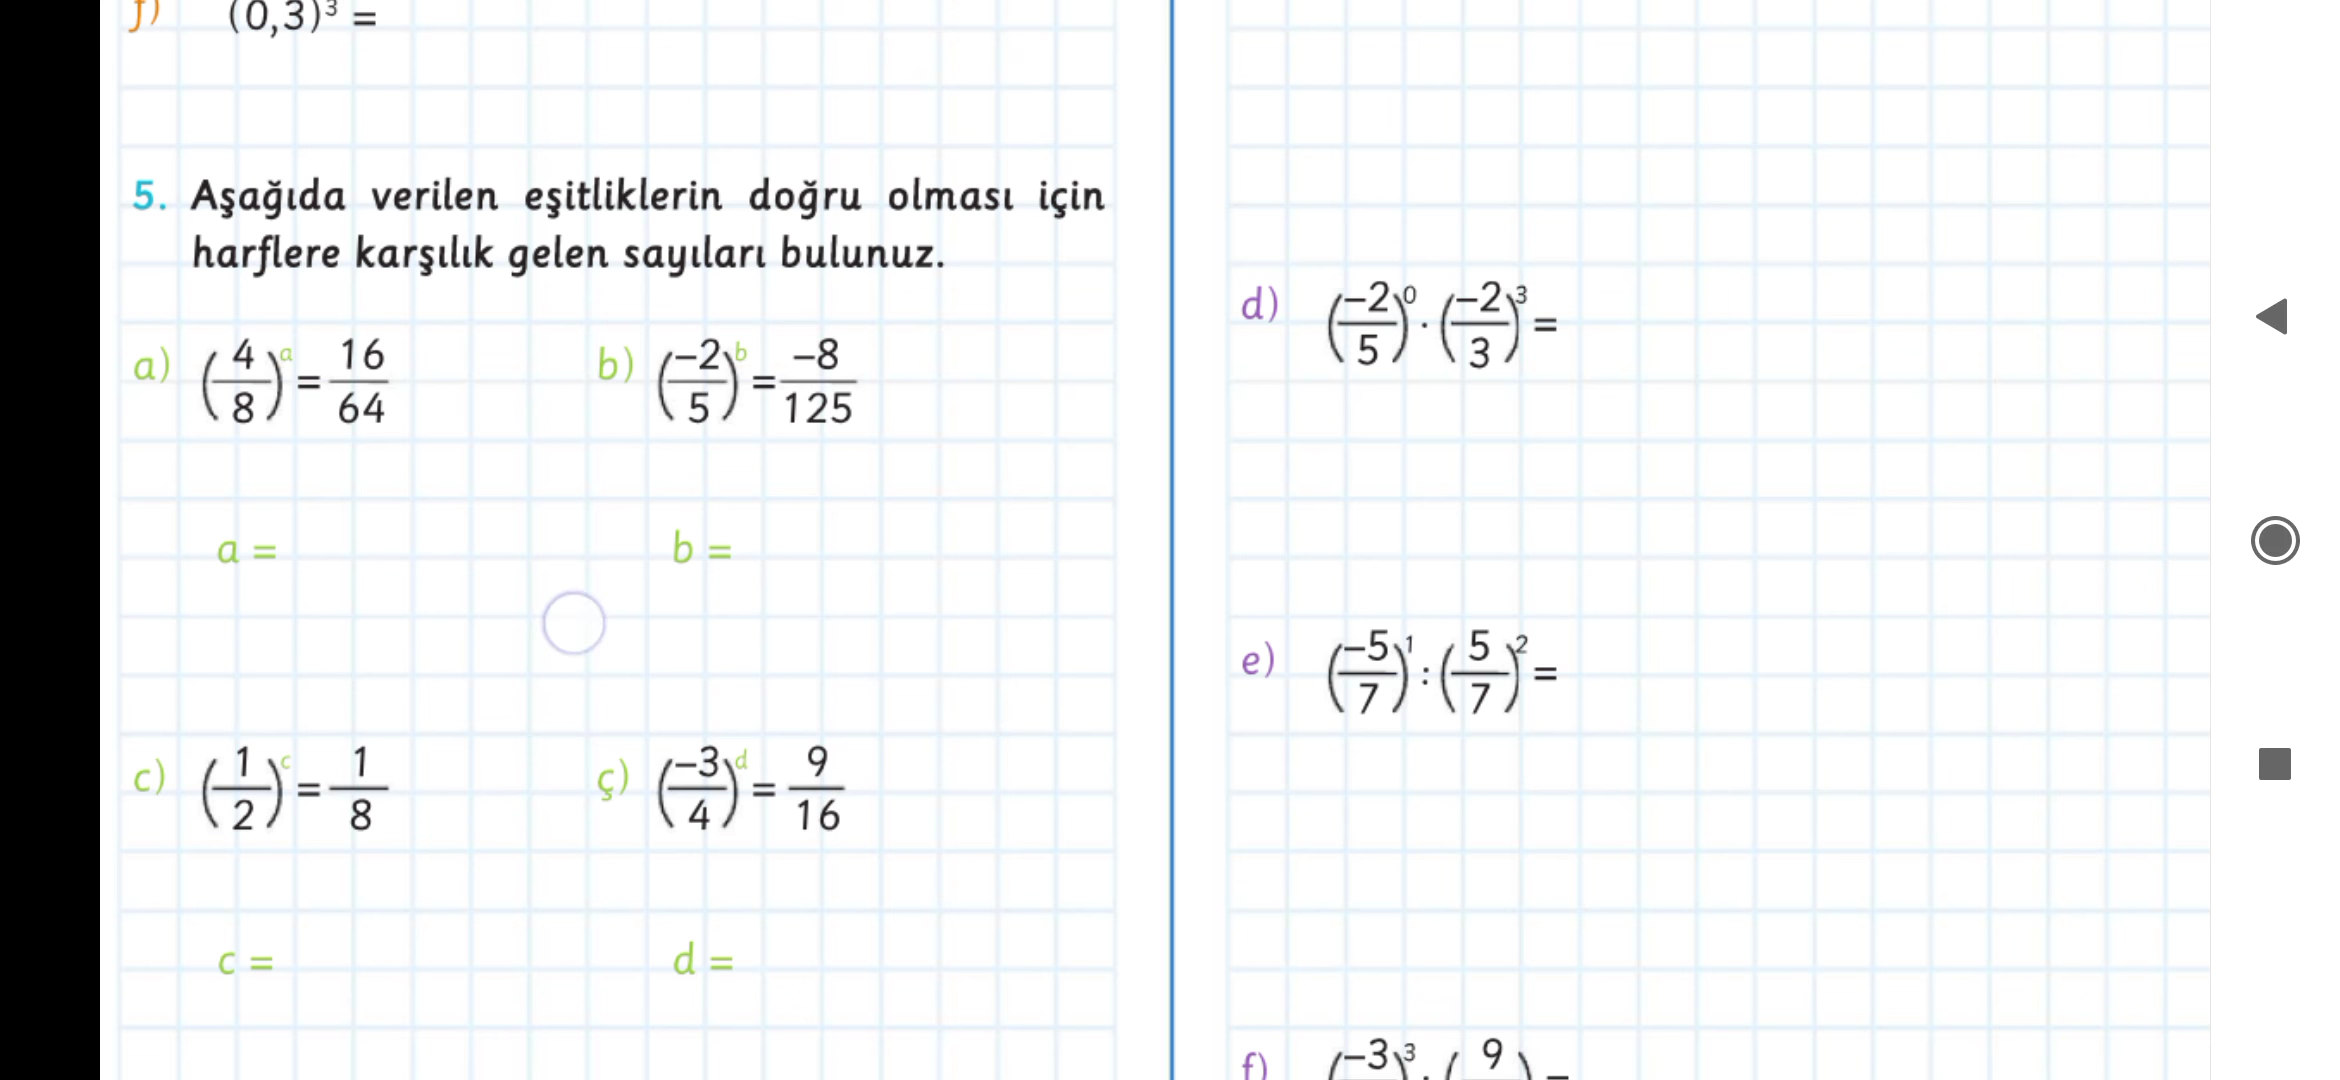 f) (0,3)³ =
5. Aşağıda verilen eşitliklerin doğru olması için
harflere karşılık gelen sayıları bulunuz.
a) (4/8)ᵃ = 16/64
b) (−2/5)ᵇ = −8/125
a =
b =
c) (1/2)ᶜ = 1/8
ç) (−3/4)ᵈ = 9/16
c =
d =
d) (−2/5)⁰ · (−2/3)³ =
e) (−5/7)¹ : (5/7)² =